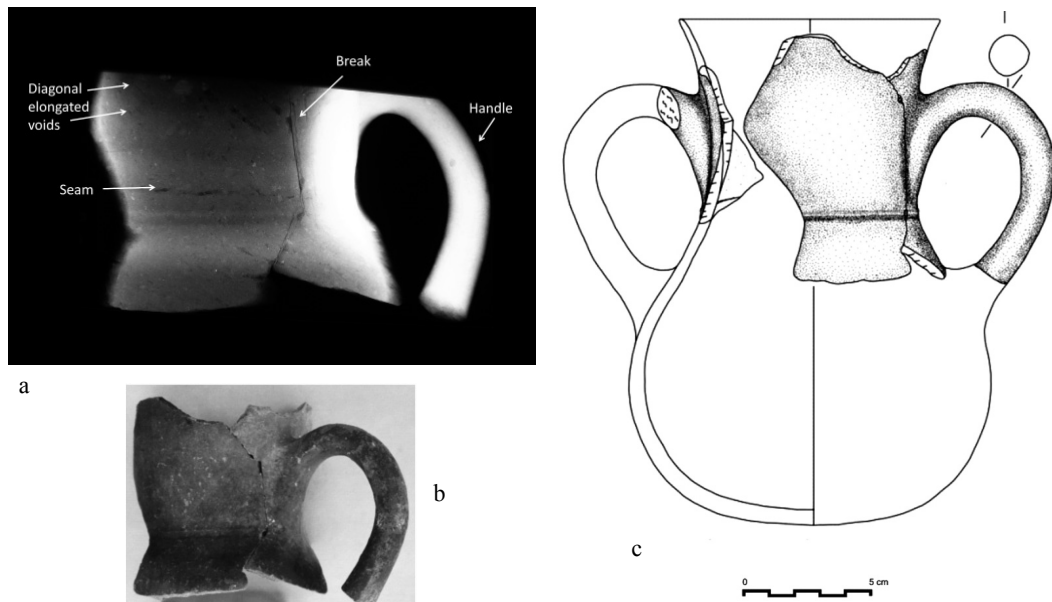 Break
Diagonal
elongated
voids
Handle
Seam
a
b
c
0 5 cm